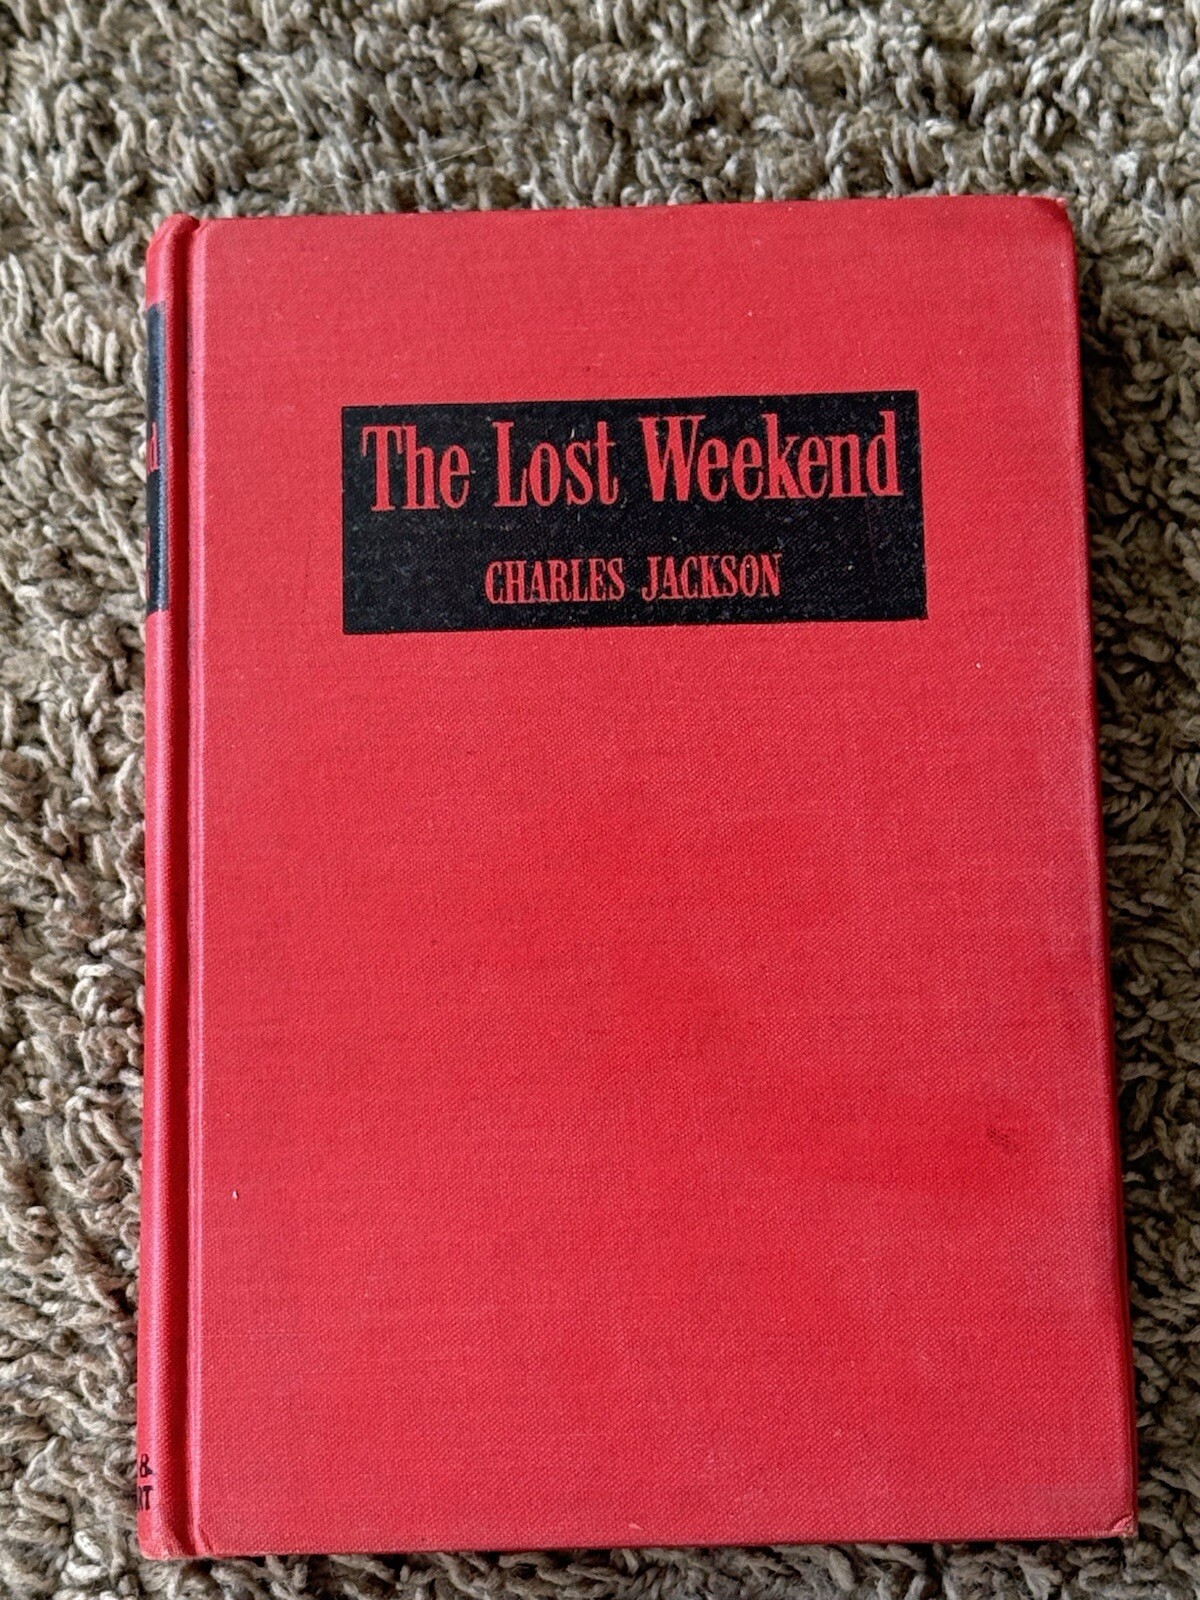 The Lost Weekend
CHARLES JACKSON
&